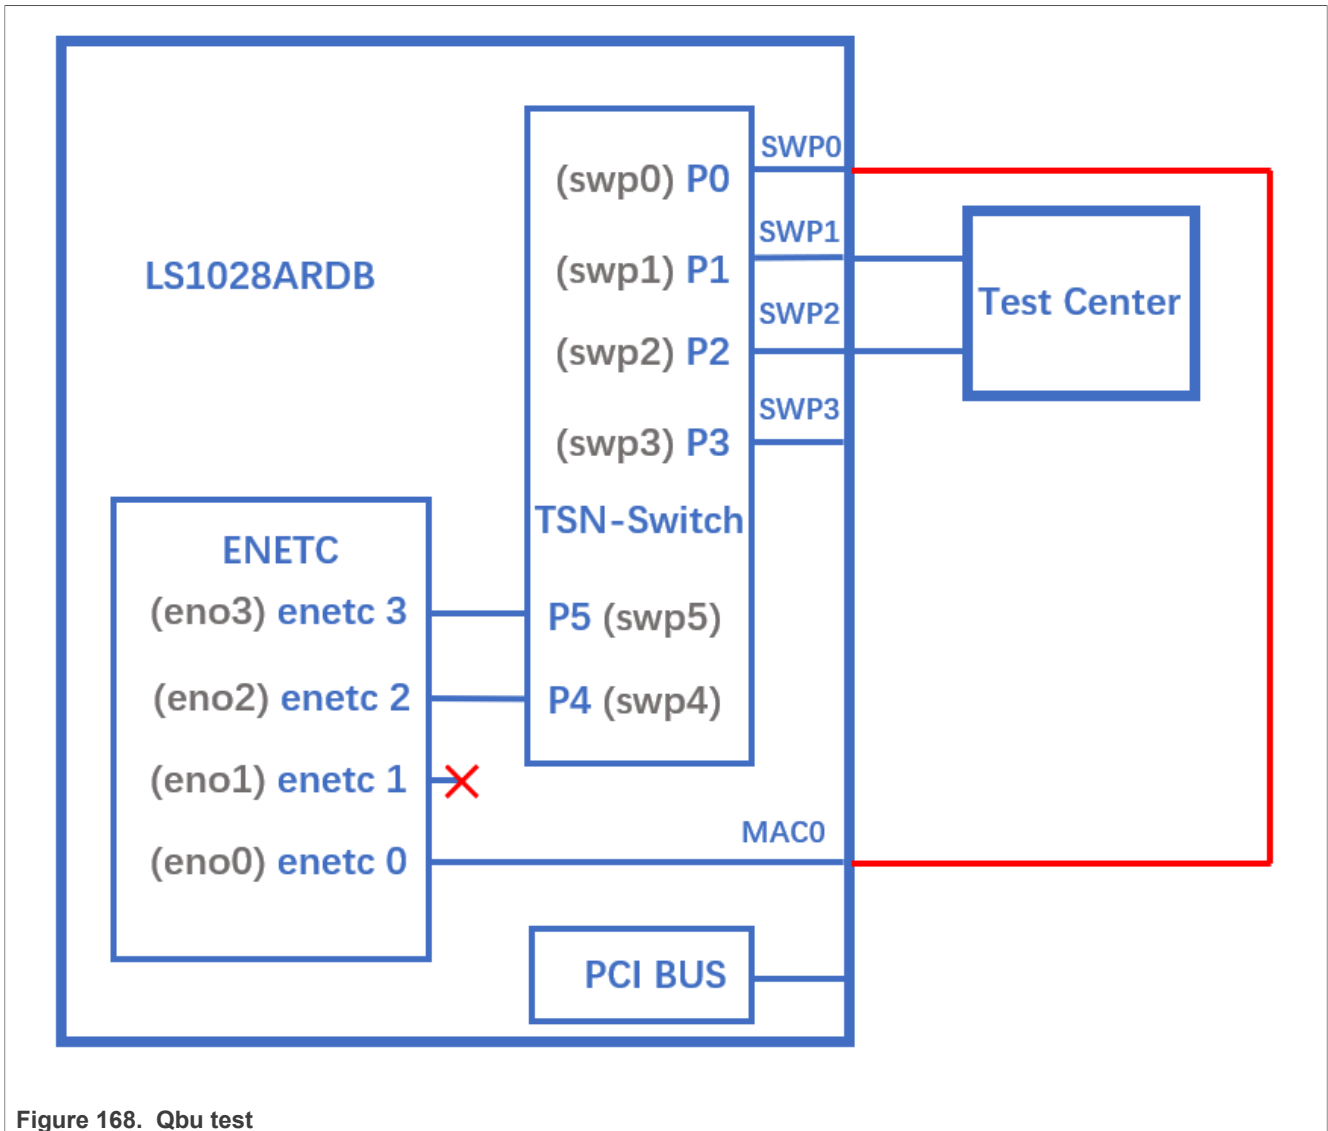 SWP0
(swp0) P0
SWP1
LS1028ARDB
(swp1) P1
Test Center
SWP2
(swp2) P2
SWP3
(swp3) P3
TSN-Switch
ENETC
(eno3) enetc 3
P5 (swp5)
(eno2) enetc 2
P4 (swp4)
(eno1) enetc 1
MAC0
(eno0) enetc 0
PCI BUS
Figure 168. Qbu test